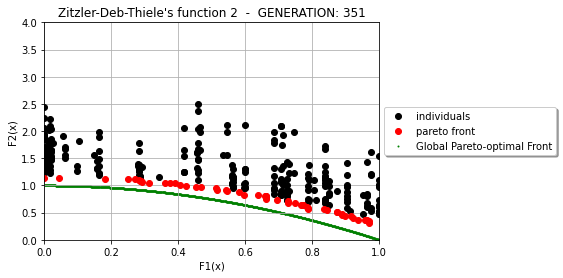 Zitzler-Deb-Thiele's function 2 - GENERATION: 351
4.0
3.5
3.0
2.5
2.0
1.5
1.0
0.5
0.0
F2(x)
0.0 0.2 0.4 0.6 0.8 1.0
F1(x)
individuals
pareto front
Global Pareto-optimal Front